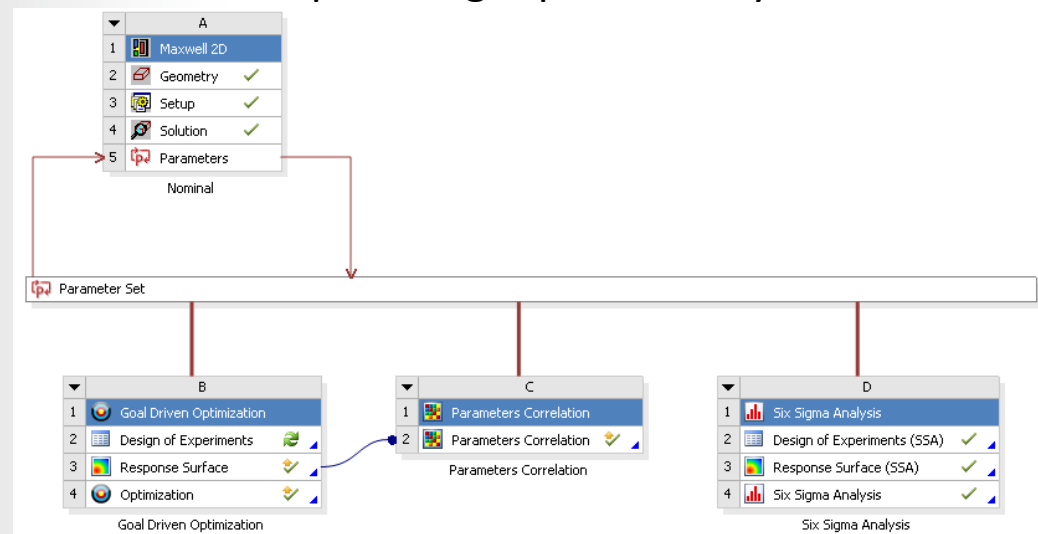 A
1 Maxwell 2D
2 Geometry
3 Setup
4 Solution
5 Parameters
Nominal
Parameter Set
B
1 Goal Driven Optimization
2 Design of Experiments
3 Response Surface
4 Optimization
Goal Driven Optimization
C
1 Parameters Correlation
2 Parameters Correlation
Parameters Correlation
D
1 Six Sigma Analysis
2 Design of Experiments (SSA)
3 Response Surface (SSA)
4 Six Sigma Analysis
Six Sigma Analysis